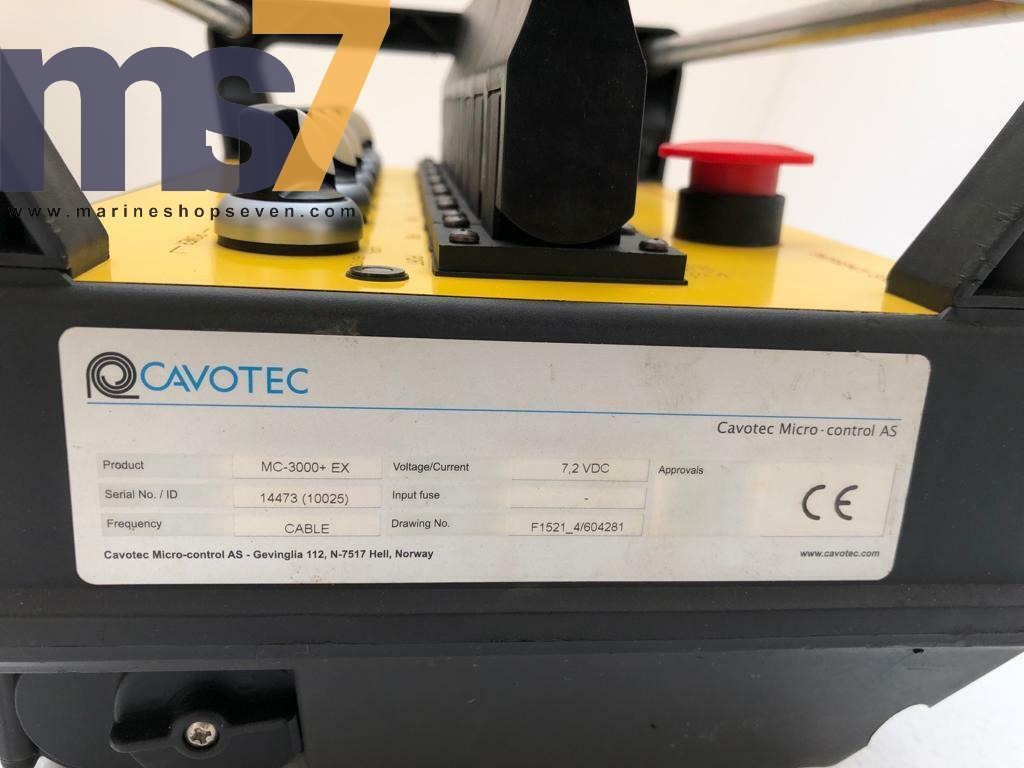 ms7
www.marineshopseven.com
CAVOTEC
Cavotec Micro-control AS
Product MC-3000+ EX Voltage/Current 7,2 VDC Approvals
Serial No. / ID 14473 (10025) Input fuse -
Frequency CABLE Drawing No. F1521_4/604281
CE
Cavotec Micro-control AS - Gevinglia 112, N-7517 Hell, Norway www.cavotec.com